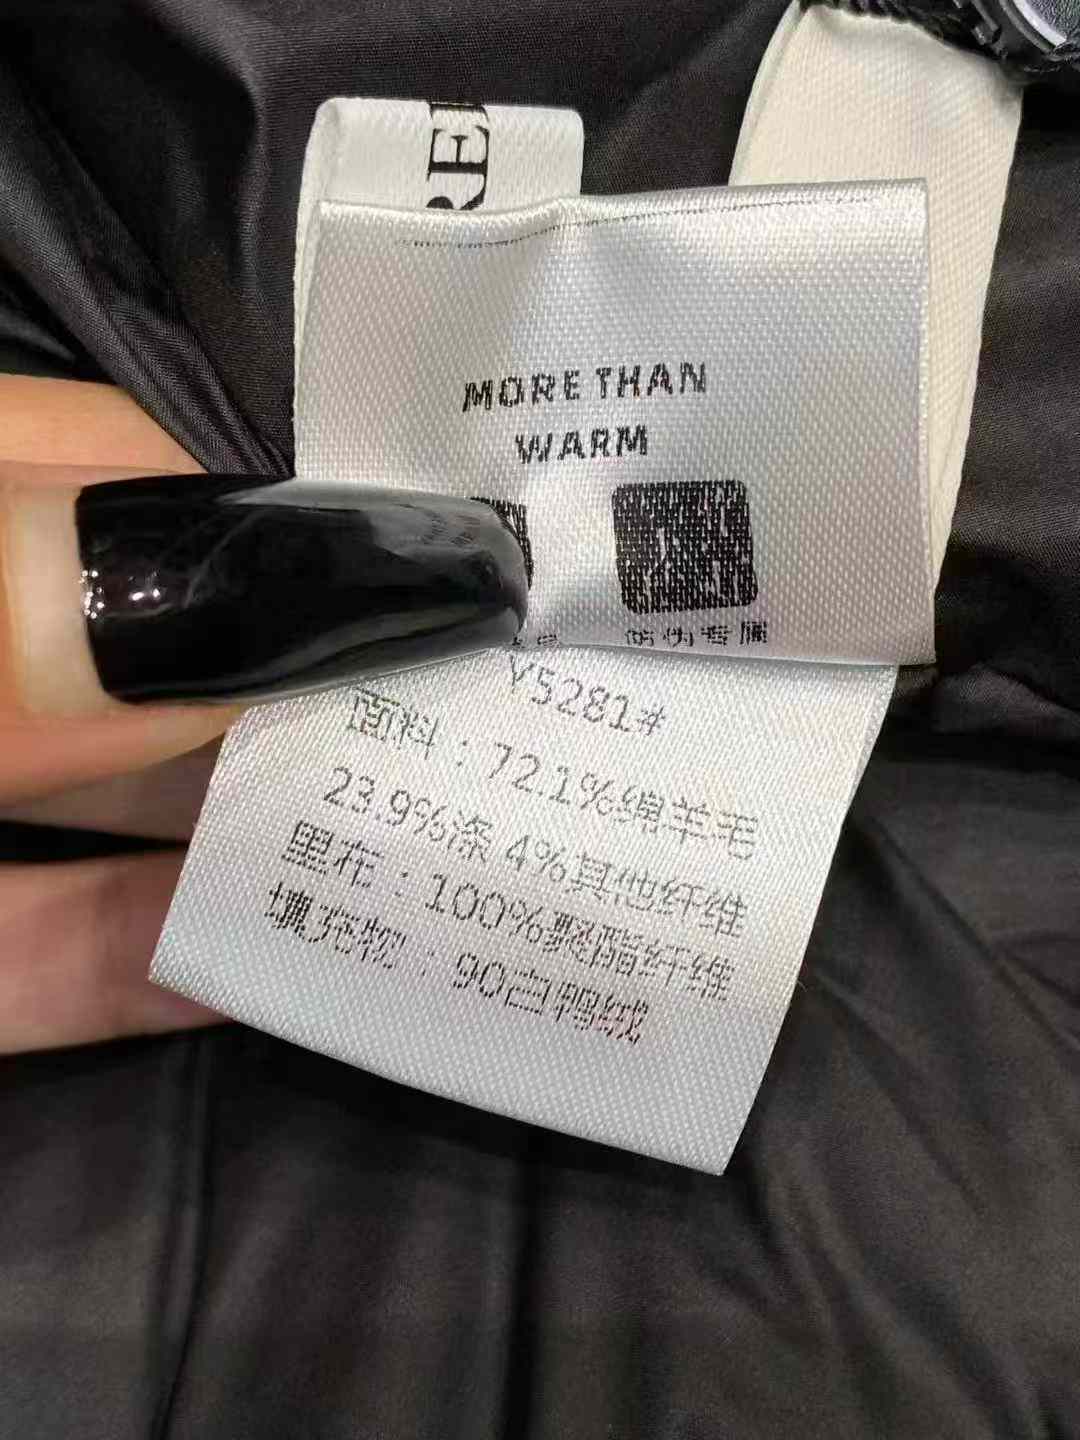 MORE THAN
WARM
防伪专属
Y5281#
面料：72.1%绵羊毛
23.9%涤 4%其他纤维
里布：100%聚酯纤维
填充物：90白鸭绒